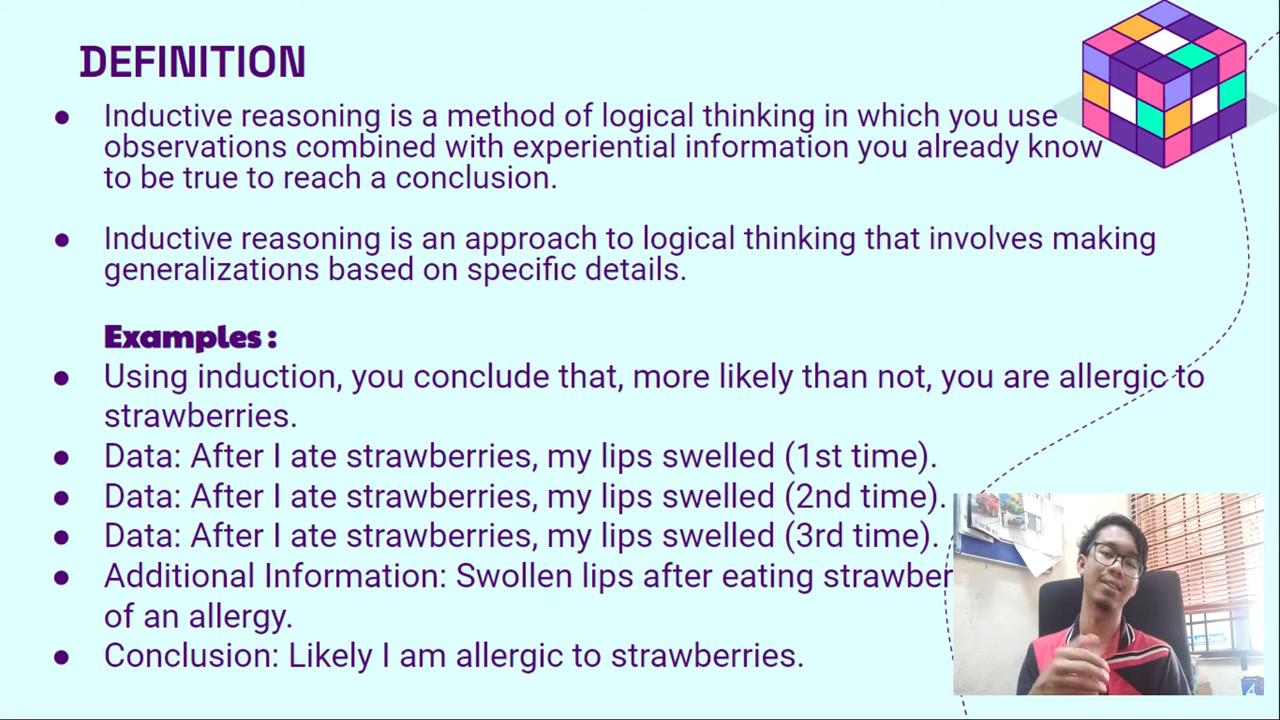 DEFINITION
● Inductive reasoning is a method of logical thinking in which you use
observations combined with experiential information you already know
to be true to reach a conclusion.
● Inductive reasoning is an approach to logical thinking that involves making
generalizations based on specific details.
Examples :
● Using induction, you conclude that, more likely than not, you are allergic to
strawberries.
● Data: After I ate strawberries, my lips swelled (1st time).
● Data: After I ate strawberries, my lips swelled (2nd time).
● Data: After I ate strawberries, my lips swelled (3rd time).
● Additional Information: Swollen lips after eating strawber
of an allergy.
● Conclusion: Likely I am allergic to strawberries.